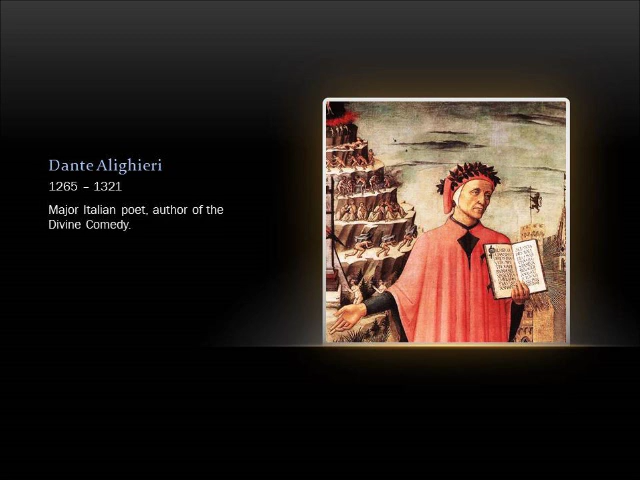 Dante Alighieri
1265 – 1321
Major Italian poet, author of the
Divine Comedy.